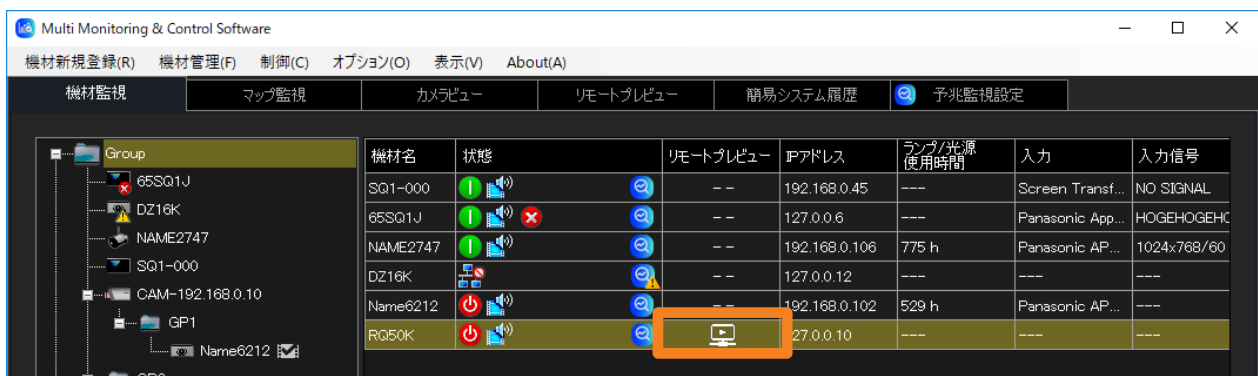 Multi Monitoring & Control Software
機材新規登録(R) 機材管理(F) 制御(C) オプション(O) 表示(V) About(A)
機材監視 マップ監視 カメラビュー リモートプレビュー 簡易システム履歴 予兆監視設定
Group
65SQ1J
DZ16K
NAME2747
SQ1-000
CAM-192.168.0.10
GP1
Name6212
機材名 状態 リモートプレビュー IPアドレス ランプ/光源 使用時間 入力 入力信号
SQ1-000 -- 192.168.0.45 --- Screen Transf... NO SIGNAL
65SQ1J -- 127.0.0.6 --- Panasonic App... HOGEHOGEHO
NAME2747 -- 192.168.0.106 775 h Panasonic AP... 1024x768/60
DZ16K -- 127.0.0.12 --- --- ---
Name6212 -- 192.168.0.102 529 h Panasonic AP... ---
RQ50K 27.0.0.10 --- --- ---